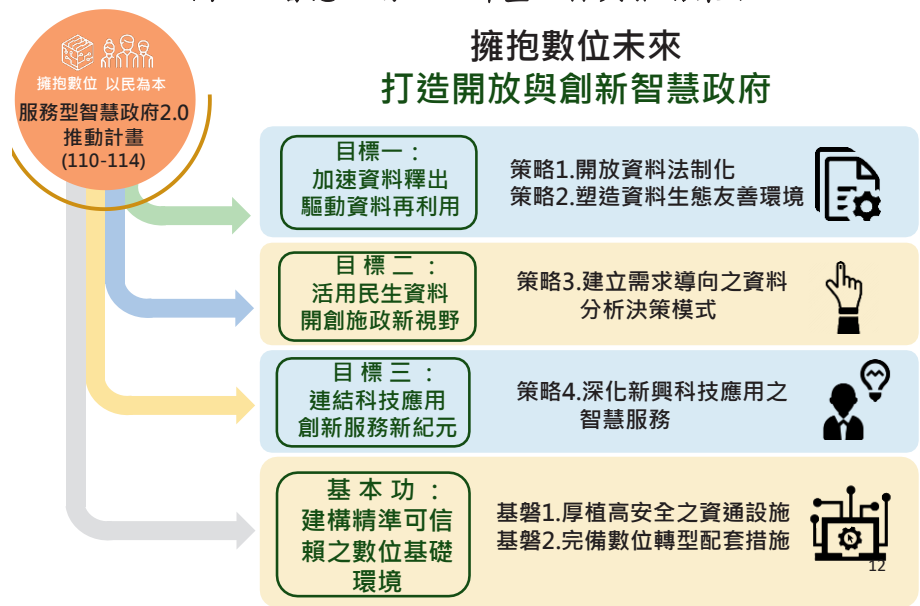 擁抱數位未來
打造開放與創新智慧政府
擁抱數位 以民為本
服務型智慧政府2.0
推動計畫
(110-114)
目標一：
加速資料釋出
驅動資料再利用
策略1.開放資料法制化
策略2.塑造資料生態友善環境
目標二：
活用民生資料
開創施政新視野
策略3.建立需求導向之資料
分析決策模式
目標三：
連結科技應用
創新服務新紀元
策略4.深化新興科技應用之
智慧服務
基本功：
建構精準可信
賴之數位基礎
環境
基磐1.厚植高安全之資通設施
基磐2.完備數位轉型配套措施
12